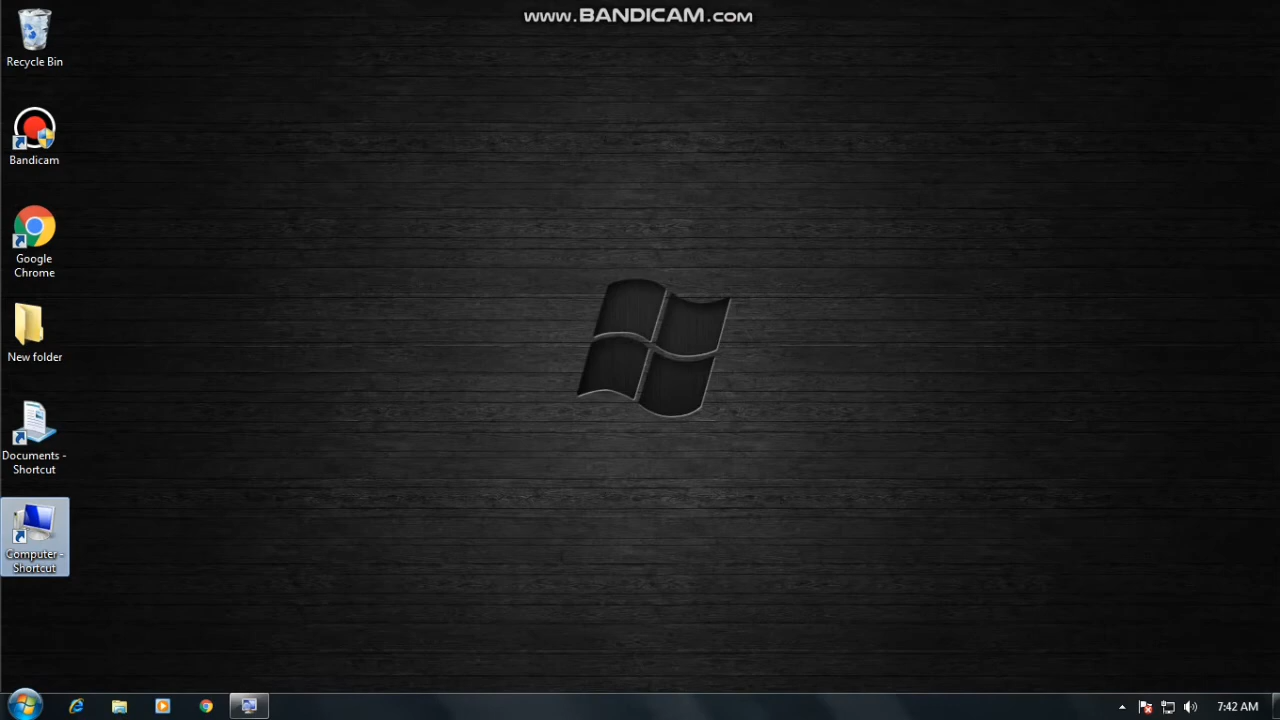 www.BANDICAM.com
Recycle Bin
Bandicam
Google
Chrome
New folder
Documents -
Shortcut
Computer -
Shortcut
7:42 AM